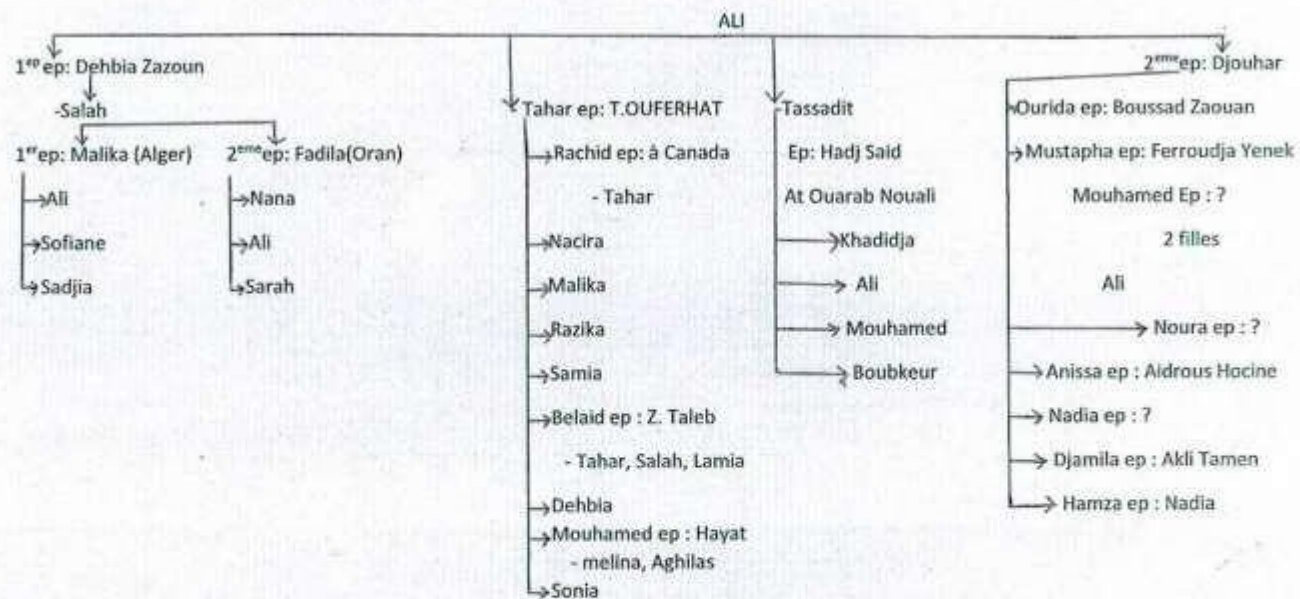 ALI
1er ep: Dehbia Zazoun
-Salah
1er ep: Malika (Alger)
Ali
Sofiane
Sadjia
2eme ep: Fadila(Oran)
Nana
Ali
Sarah
- Tahar ep: T.OUFERHAT
Rachid ep: à Canada
- Tahar
Nacira
Malika
Razika
Samia
Belaid ep : Z. Taleb
- Tahar, Salah, Lamia
Dehbia
Mouhamed ep : Hayat
- melina, Aghilas
Sonia
-Tassadit
Ep: Hadj Said
At Ouarab Nouali
Khadidja
Ali
Mouhamed
Boubkeur
2eme ep: Djouhar
Ourida ep: Boussad Zaouan
Mustapha ep: Ferroudja Yenek
Mouhamed Ep : ?
2 filles
Ali
Noura ep : ?
Anissa ep : Aidrous Hocine
Nadia ep : ?
Djamila ep : Akli Tamen
Hamza ep : Nadia